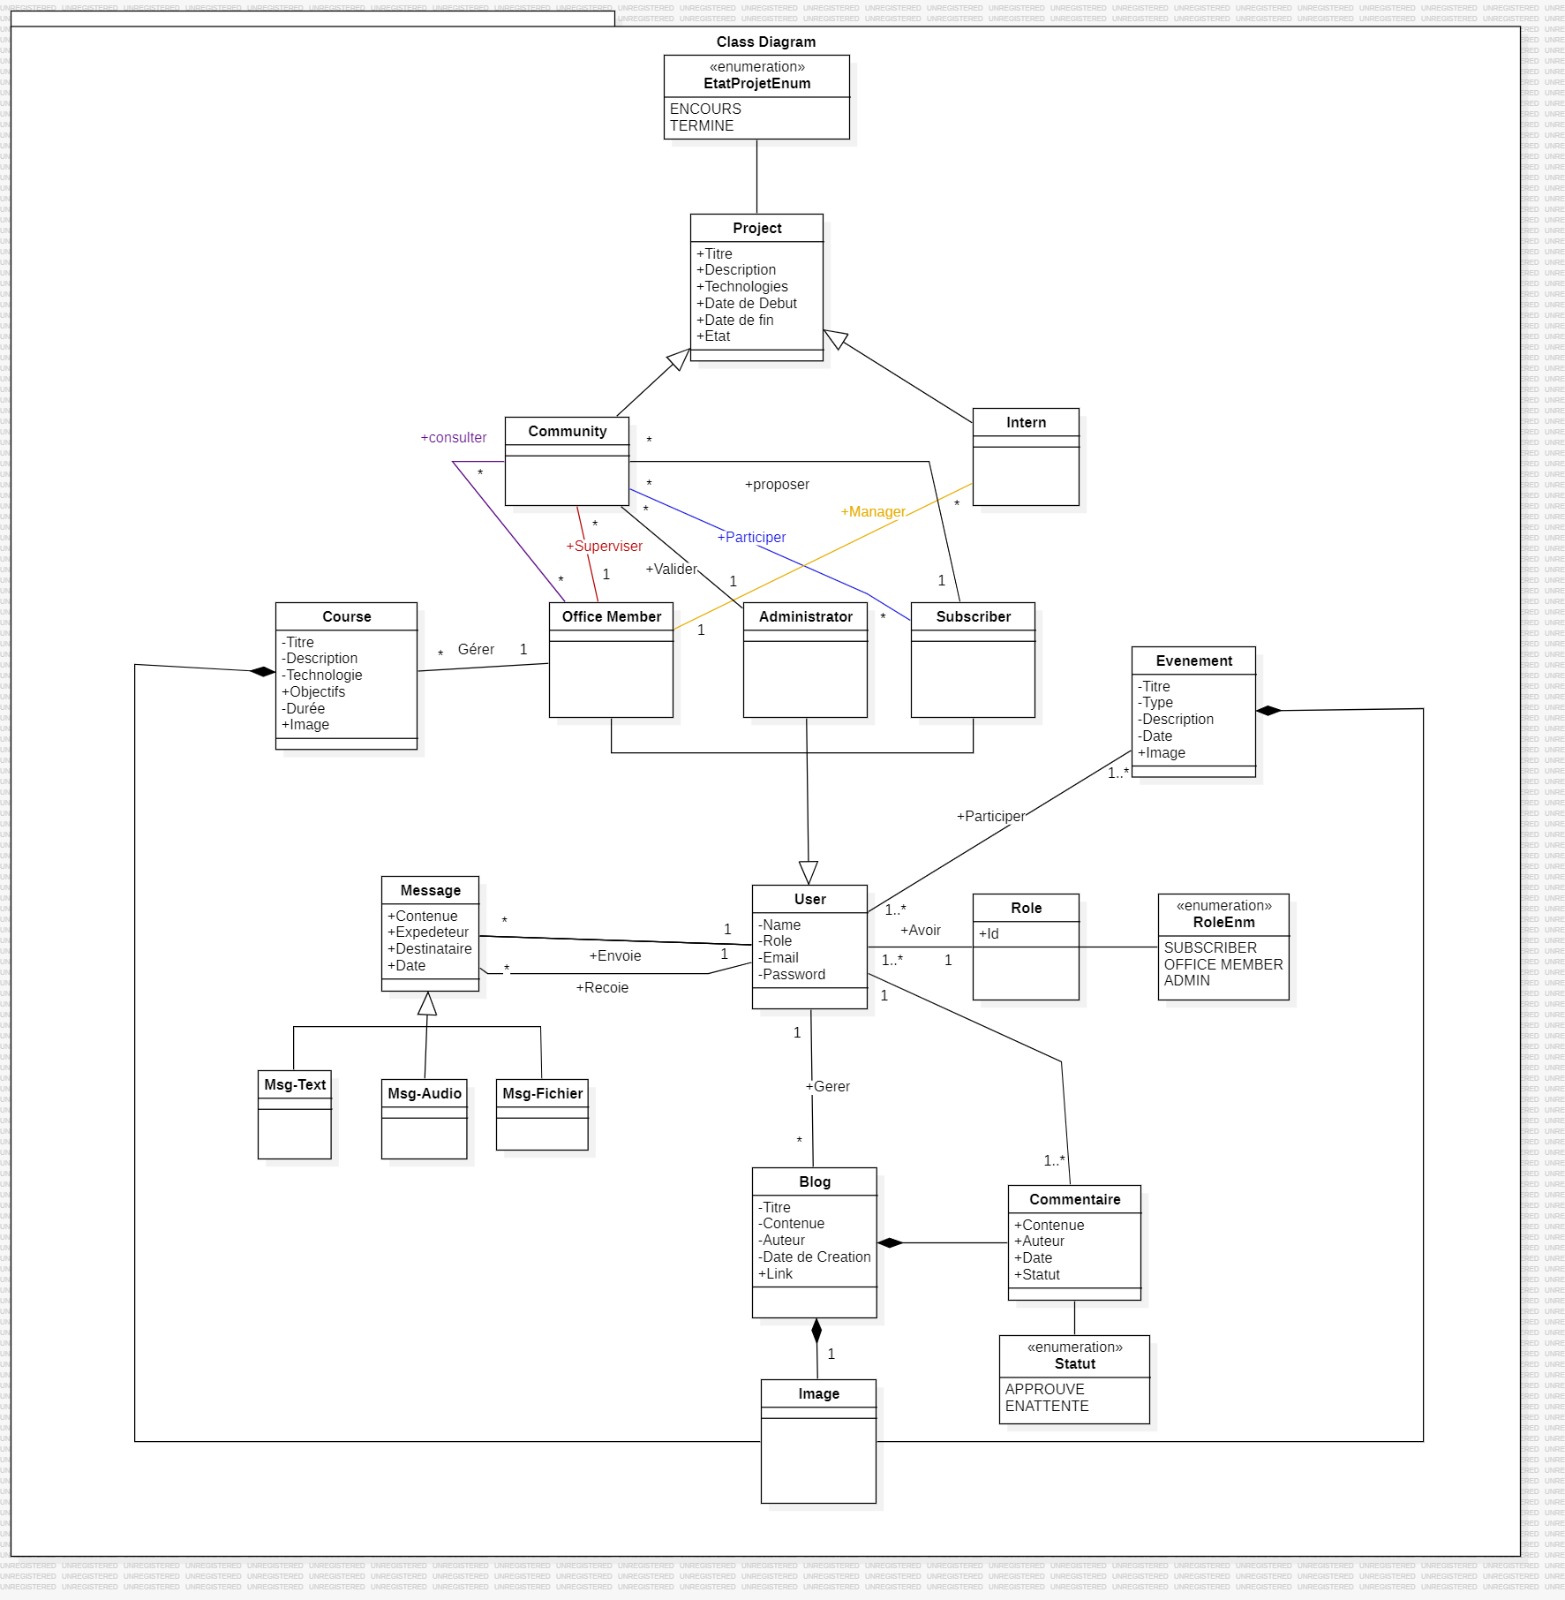 Class Diagram
«enumeration»
EtatProjetEnum
ENCOURS
TERMINE
Project
+Titre
+Description
+Technologies
+Date de Debut
+Date de fin
+Etat
Community
Intern
+consulter
*
*
*
+proposer
*
*
*
+Manager
*
+Superviser
+Participer
+Valider
*
1
1
1
1
*
Course
-Titre
-Description
-Technologie
+Objectifs
-Durée
+Image
*
Gérer
1
Office Member
Administrator
Subscriber
Evenement
-Titre
-Type
-Description
-Date
+Image
1..*
+Participer
1..*
Message
+Contenue
+Expedeteur
+Destinataire
+Date
*
1
+Envoie
1
*
+Recoie
User
-Name
-Role
-Email
-Password
+Avoir
1..*
1
Role
+Id
«enumeration»
RoleEnm
SUBSCRIBER
OFFICE MEMBER
ADMIN
1
1
Msg-Text
Msg-Audio
Msg-Fichier
+Gerer
*
1..*
Blog
-Titre
-Contenue
-Auteur
-Date de Creation
+Link
Commentaire
+Contenue
+Auteur
+Date
+Statut
1
«enumeration»
Statut
APPROUVE
ENATTENTE
Image
UNREGISTERED